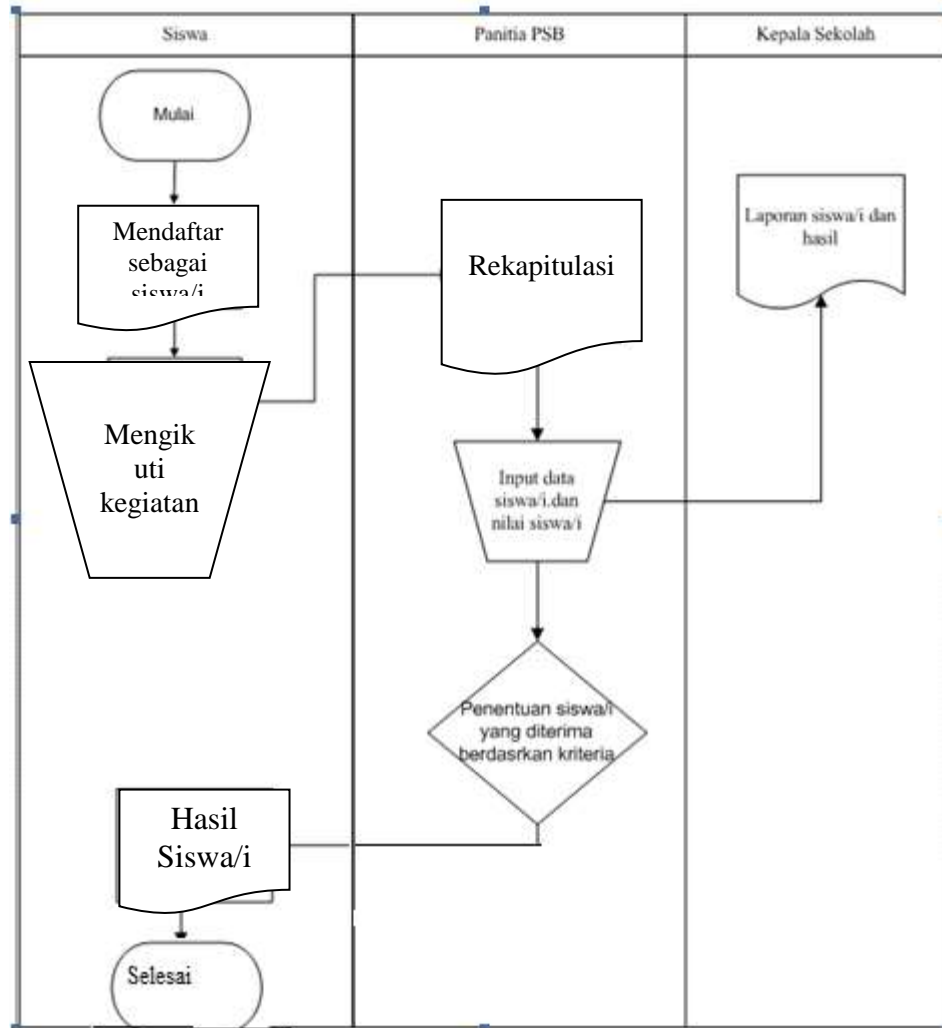 Siswa
Panitia PSB
Kepala Sekolah
Mulai
Mendaftar
sebagai
siswa/i
Mengik
uti
kegiatan
Rekapitulasi
Input data
siswa/i.dan
nilai siswa/i
Penentuan siswa/i
yang diterima
berdasrkan kriteria
Laporan siswa/i dan
hasil
Hasil
Siswa/i
Selesai